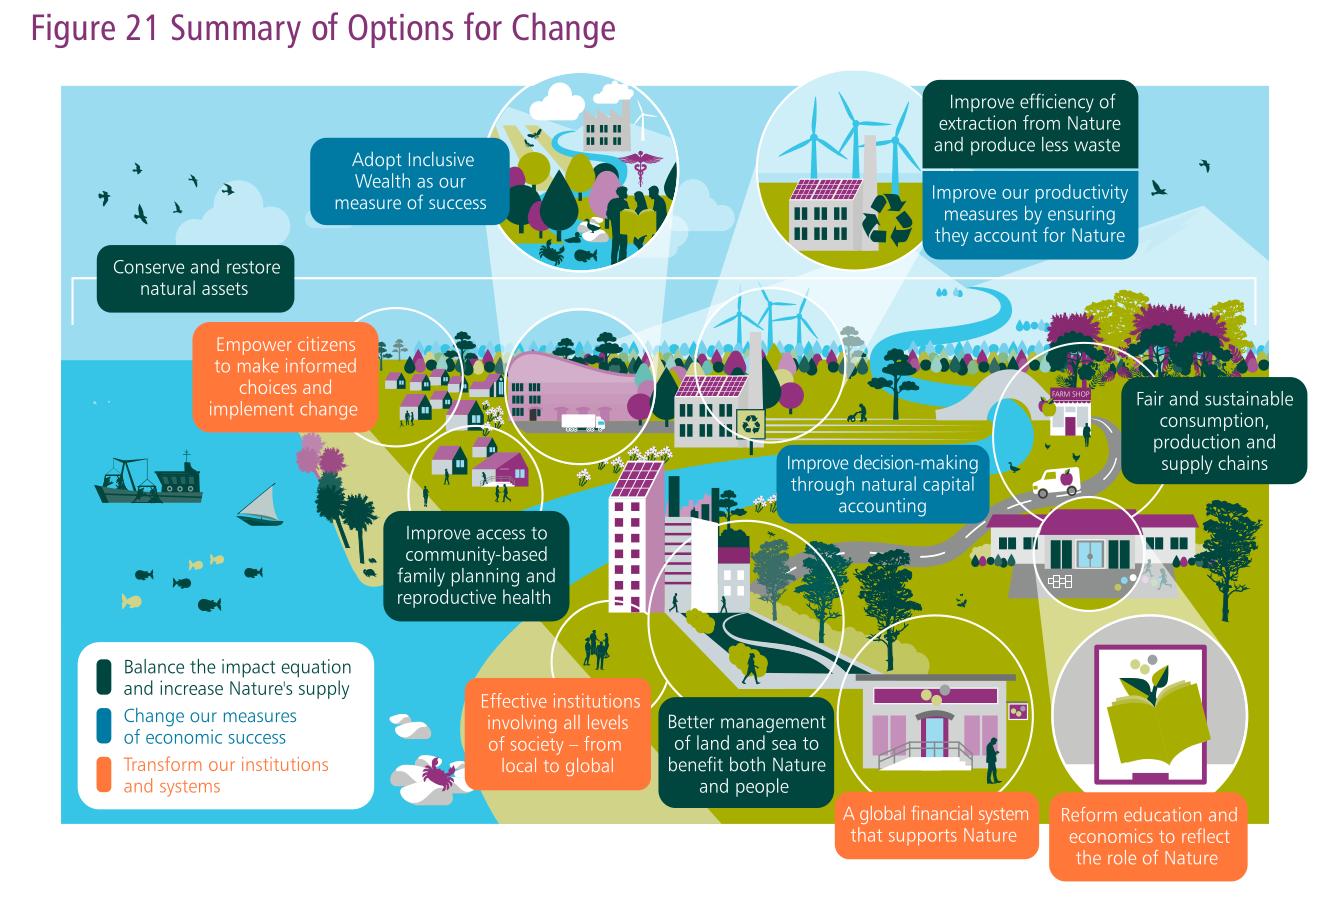 Figure 21 Summary of Options for Change
Adopt Inclusive
Wealth as our
measure of success
Improve efficiency of
extraction from Nature
and produce less waste
Improve our productivity
measures by ensuring
they account for Nature
Conserve and restore
natural assets
Empower citizens
to make informed
choices and
implement change
FARM SHOP
Fair and sustainable
consumption,
production and
supply chains
Improve decision-making
through natural capital
accounting
Improve access to
community-based
family planning and
reproductive health
Balance the impact equation
and increase Nature's supply
Change our measures
of economic success
Transform our institutions
and systems
Effective institutions
involving all levels
of society – from
local to global
Better management
of land and sea to
benefit both Nature
and people
A global financial system
that supports Nature
Reform education and
economics to reflect
the role of Nature